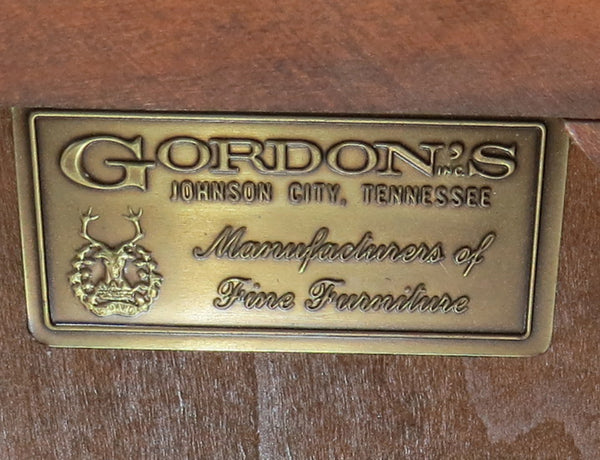 GORDON'S INC.
JOHNSON CITY, TENNESSEE
Manufacturers of
Fine Furniture